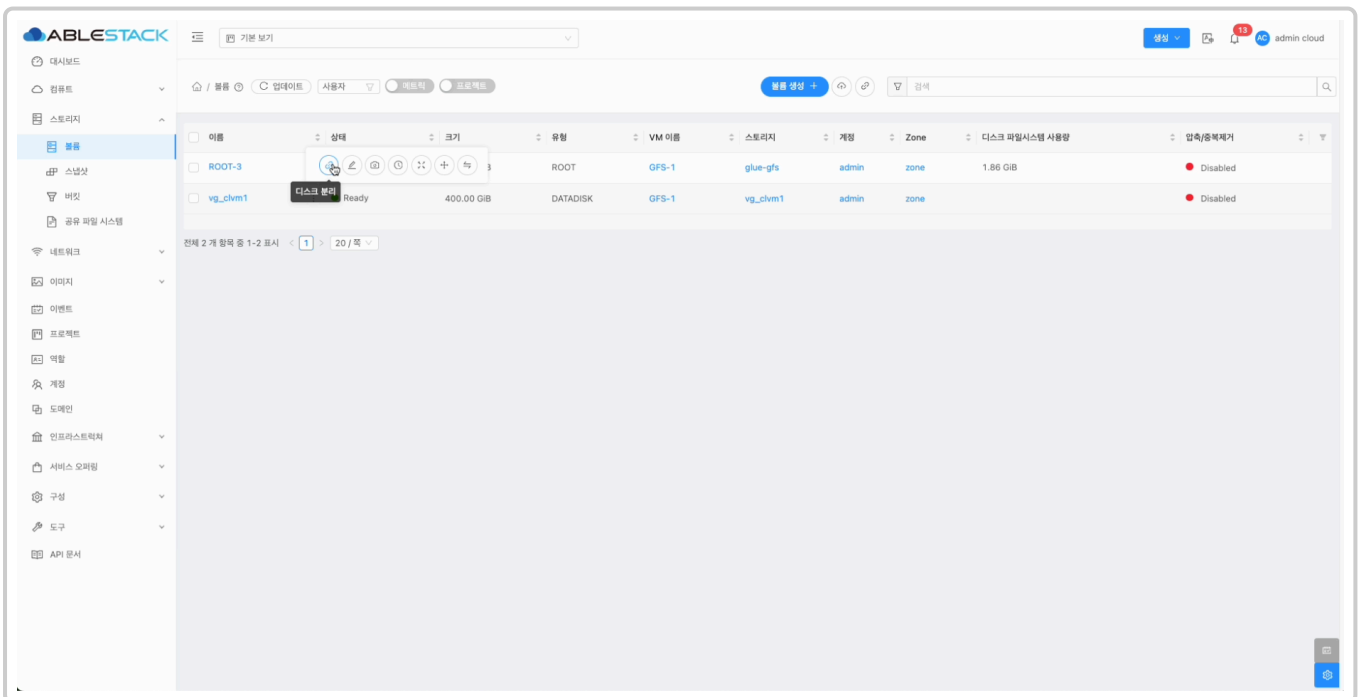 ABLESTACK
기본 보기
생성
13
AC
admin cloud
대시보드
컴퓨트
스토리지
볼륨
스냅샷
버킷
공유 파일 시스템
네트워크
이미지
이벤트
프로젝트
역할
계정
도메인
인프라스트럭쳐
서비스 오퍼링
구성
도구
API 문서
/ 볼륨
업데이트
사용자
메트릭
프로젝트
볼륨 생성 +
검색
이름 상태 크기 유형 VM 이름 스토리지 계정 Zone 디스크 파일시스템 사용량 압축/중복제거
ROOT-3 ROOT GFS-1 glue-gfs admin zone 1.86 GiB Disabled
디스크 분리
vg_clvm1 Ready 400.00 GiB DATADISK GFS-1 vg_clvm1 admin zone Disabled
전체 2 개 항목 중 1-2 표시 < 1 > 20 / 쪽